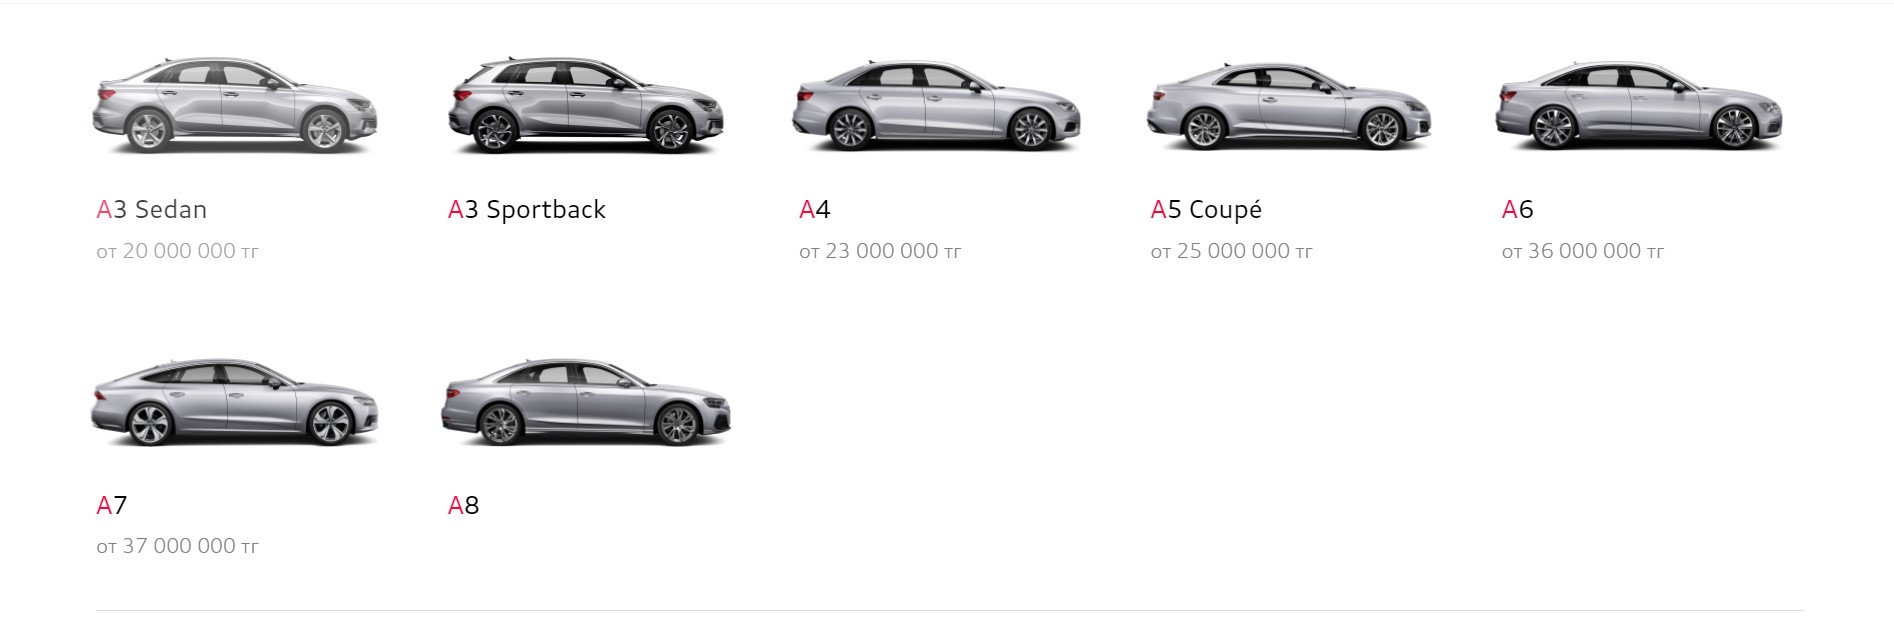 A3 Sedan
от 20 000 000 тг
A3 Sportback
A4
от 23 000 000 тг
A5 Coupé
от 25 000 000 тг
A6
от 36 000 000 тг
A7
от 37 000 000 тг
A8